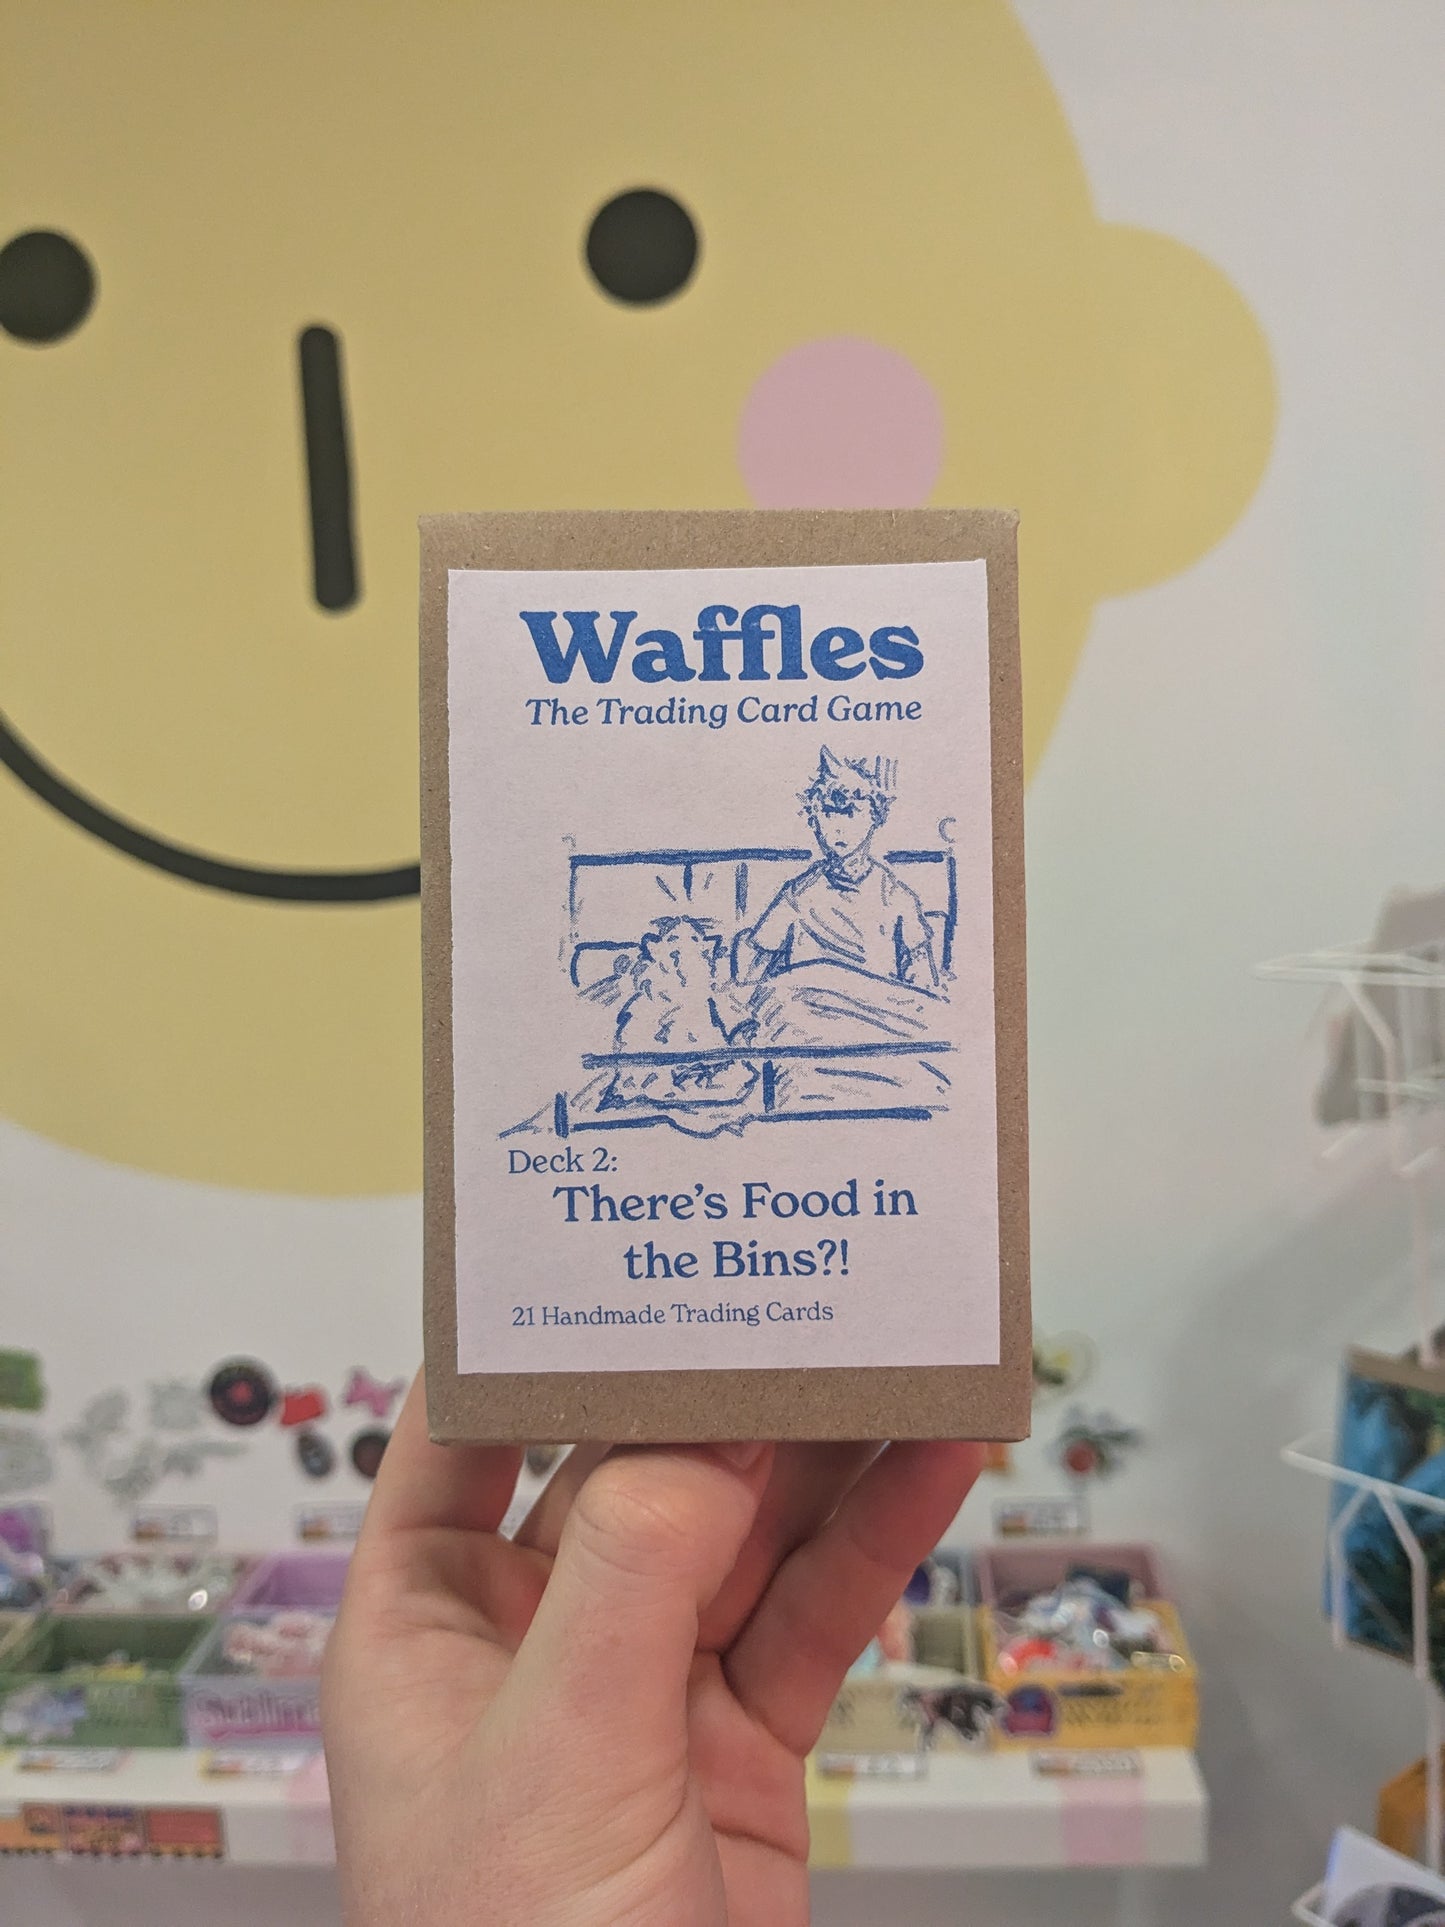 Waffles
The Trading Card Game
Deck 2:
There's Food in
the Bins?!
21 Handmade Trading Cards